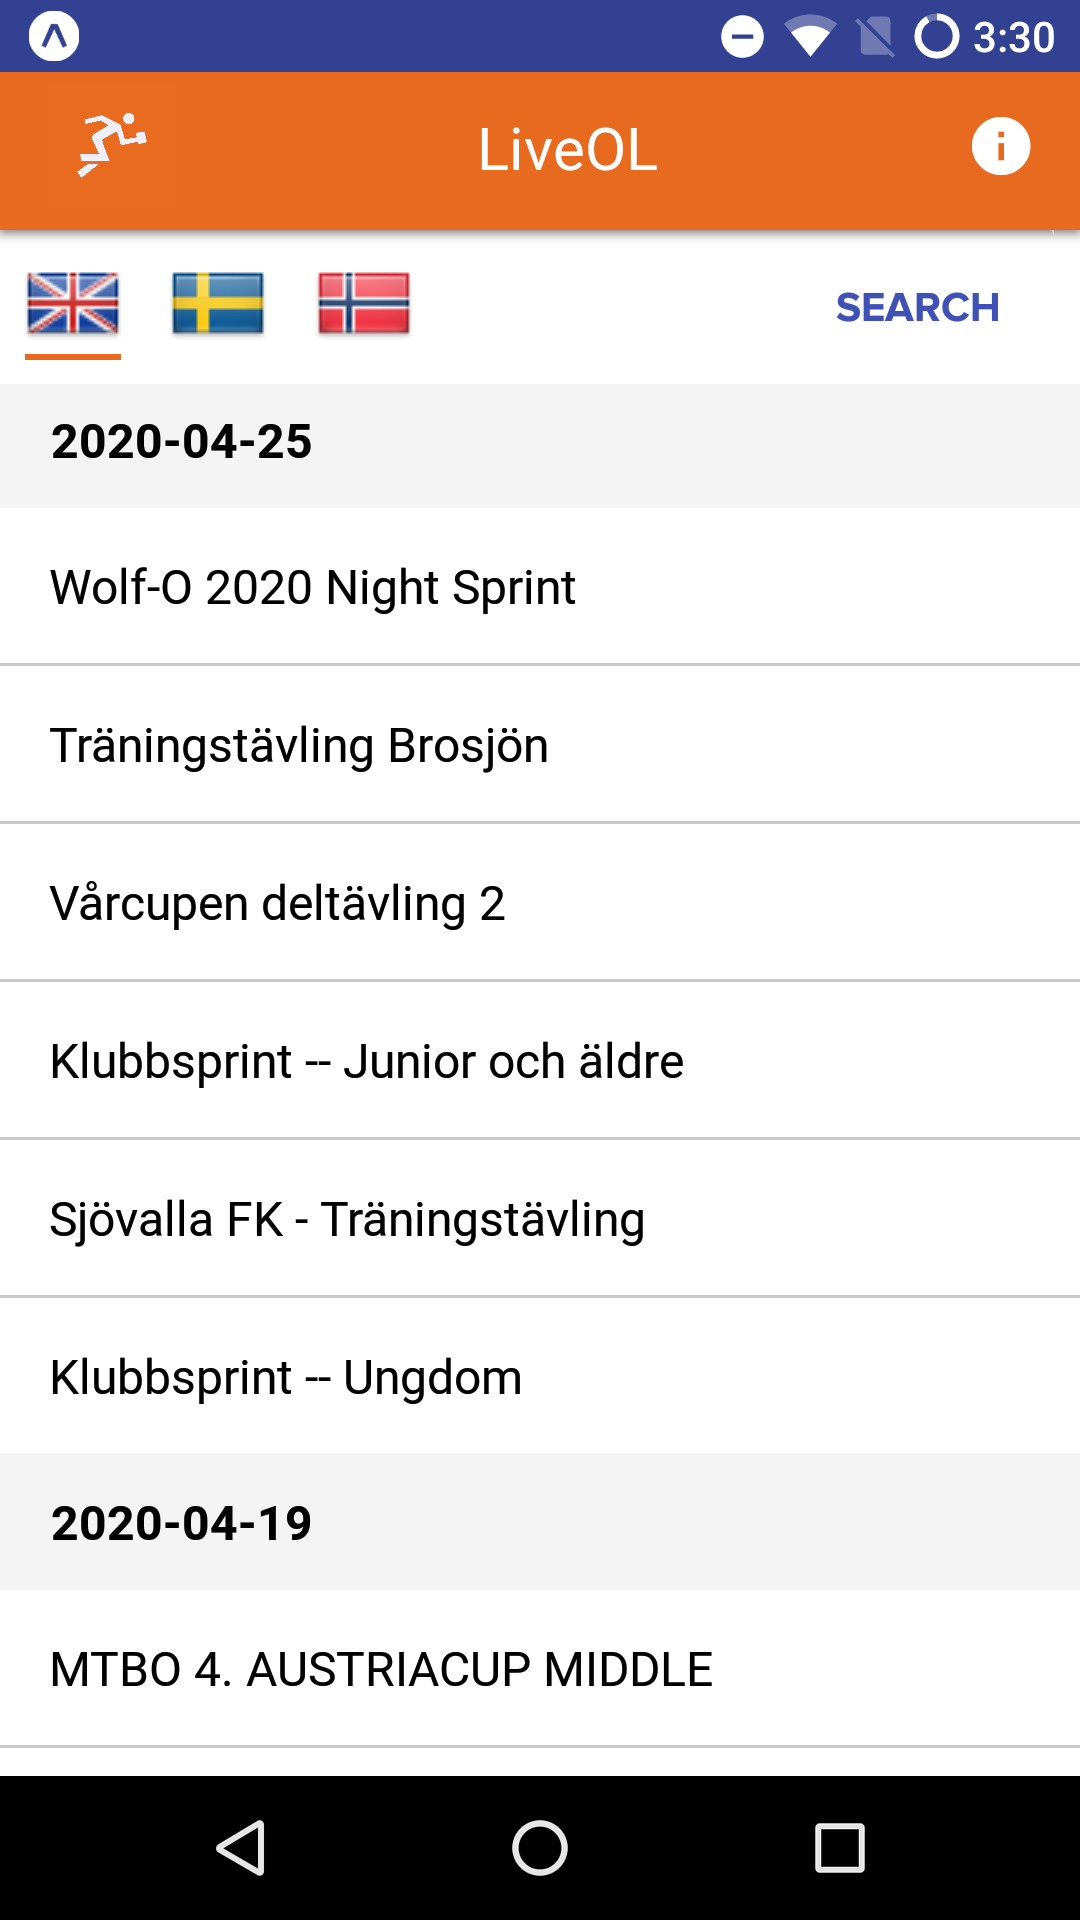 3:30
LiveOL
SEARCH
2020-04-25
Wolf-O 2020 Night Sprint
Träningstävling Brosjön
Vårcupen deltävling 2
Klubbsprint -- Junior och äldre
Sjövalla FK - Träningstävling
Klubbsprint -- Ungdom
2020-04-19
MTBO 4. AUSTRIACUP MIDDLE